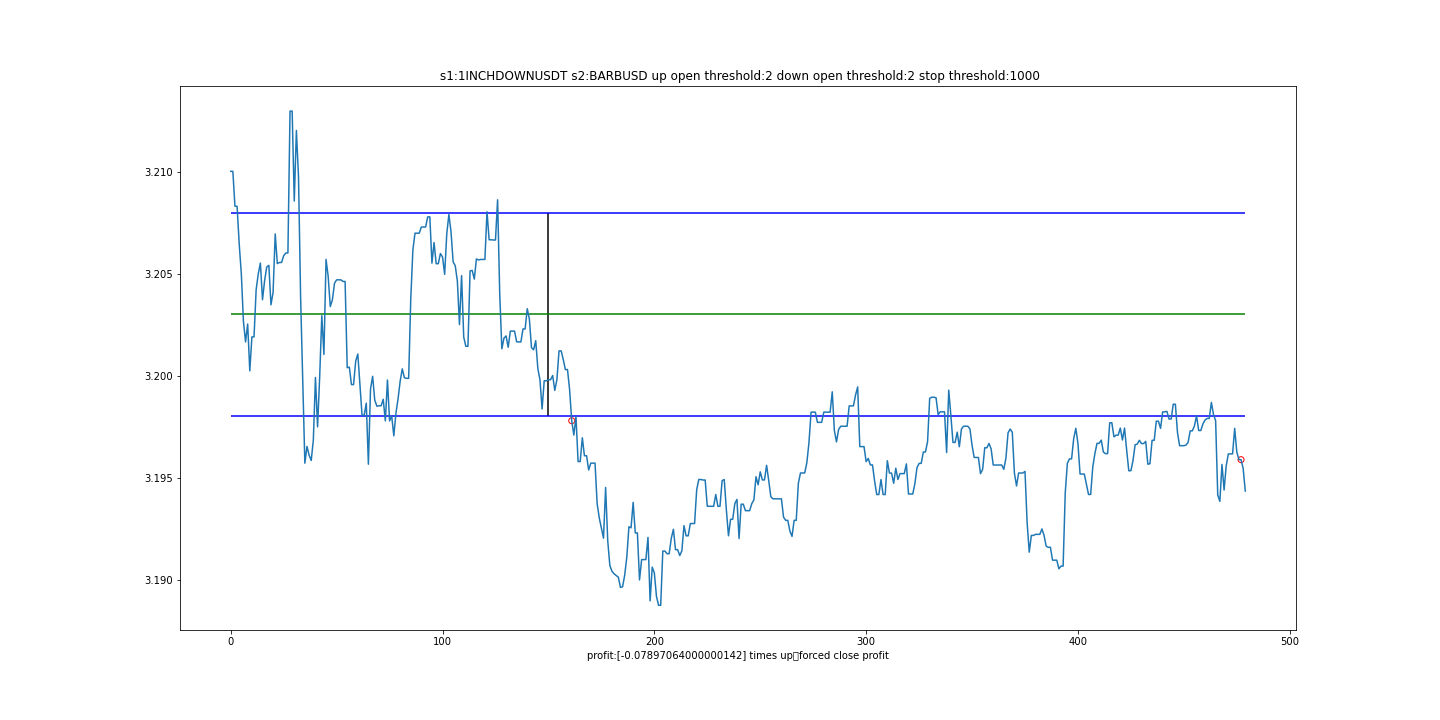 s1:1INCHDOWNUSDT s2:BARBUSD up open threshold:2 down open threshold:2 stop threshold:1000
3.210
3.205
3.200
3.195
3.190
0 100 200 300 400 500
profit:[-0.07897064000000142] times up▯forced close profit